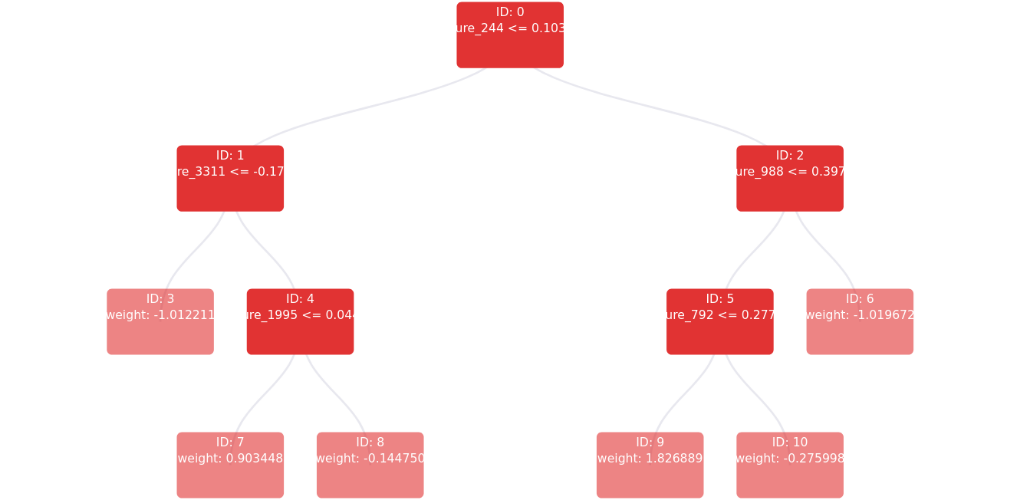 ID: 0
ure_244 <= 0.103
ID: 1
re_3311 <= -0.17
ID: 2
ure_988 <= 0.397
ID: 3
weight: -1.012211
ID: 4
ure_1995 <= 0.04
ID: 5
ure_792 <= 0.277
ID: 6
weight: -1.019672
ID: 7
weight: 0.903448
ID: 8
weight: -0.144750
ID: 9
weight: 1.826889
ID: 10
weight: -0.275998